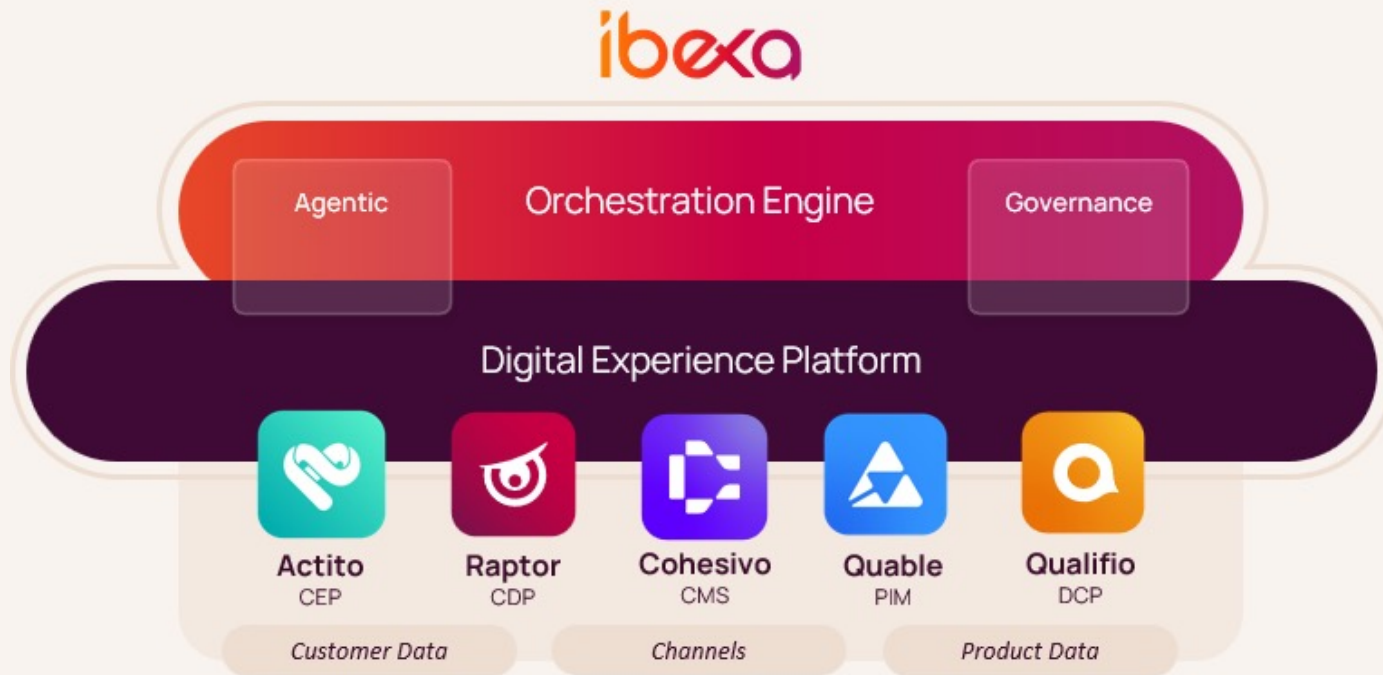 ibexa
Agentic
Orchestration Engine
Governance
Digital Experience Platform
Actito
CEP
Raptor
CDP
Cohesivo
CMS
Quable
PIM
Qualifio
DCP
Customer Data
Channels
Product Data